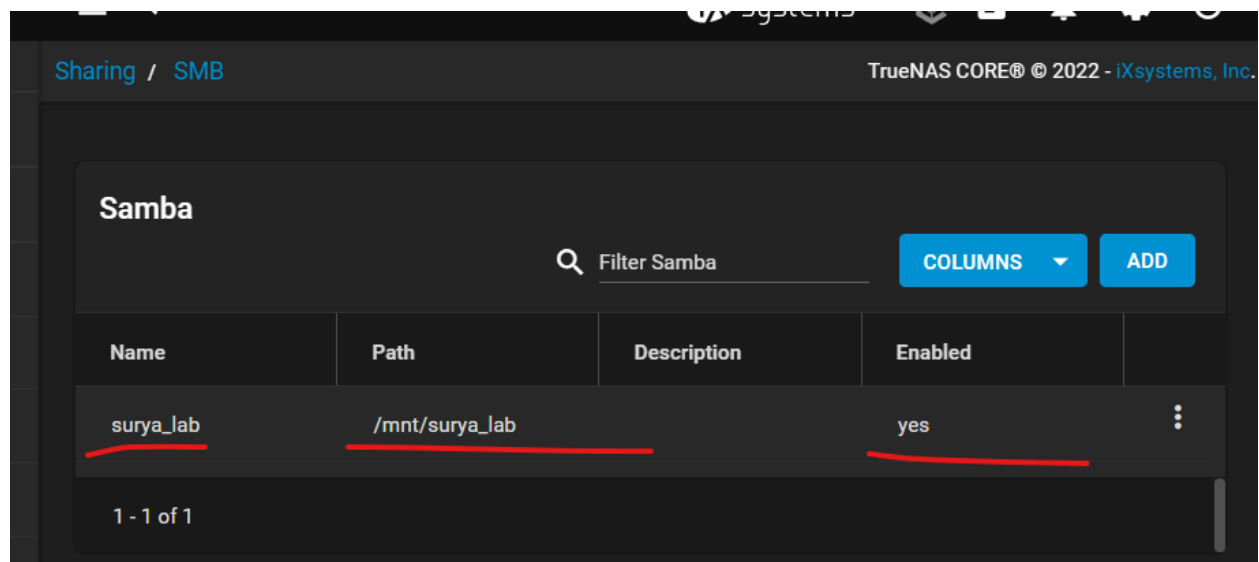 systems
Sharing / SMB
TrueNAS CORE® © 2022 - iXsystems, Inc.
Samba
Filter Samba
COLUMNS
ADD
Name Path Description Enabled
surya_lab /mnt/surya_lab yes
1 - 1 of 1